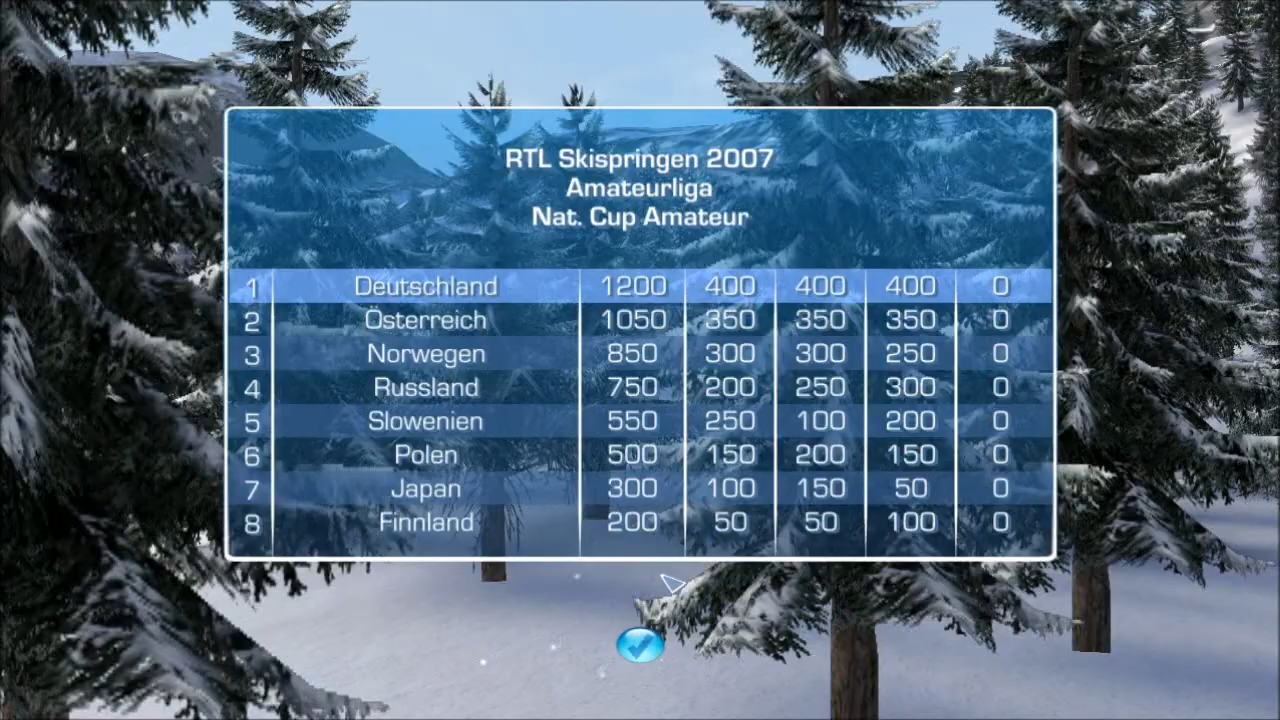 RTL Skispringen 2007
Amateurliga
Nat. Cup Amateur
1 Deutschland 1200 400 400 400 0
2 Österreich 1050 350 350 350 0
3 Norwegen 850 300 300 250 0
4 Russland 750 200 250 300 0
5 Slowenien 550 250 100 200 0
6 Polen 500 150 200 150 0
7 Japan 300 100 150 50 0
8 Finnland 200 50 50 100 0